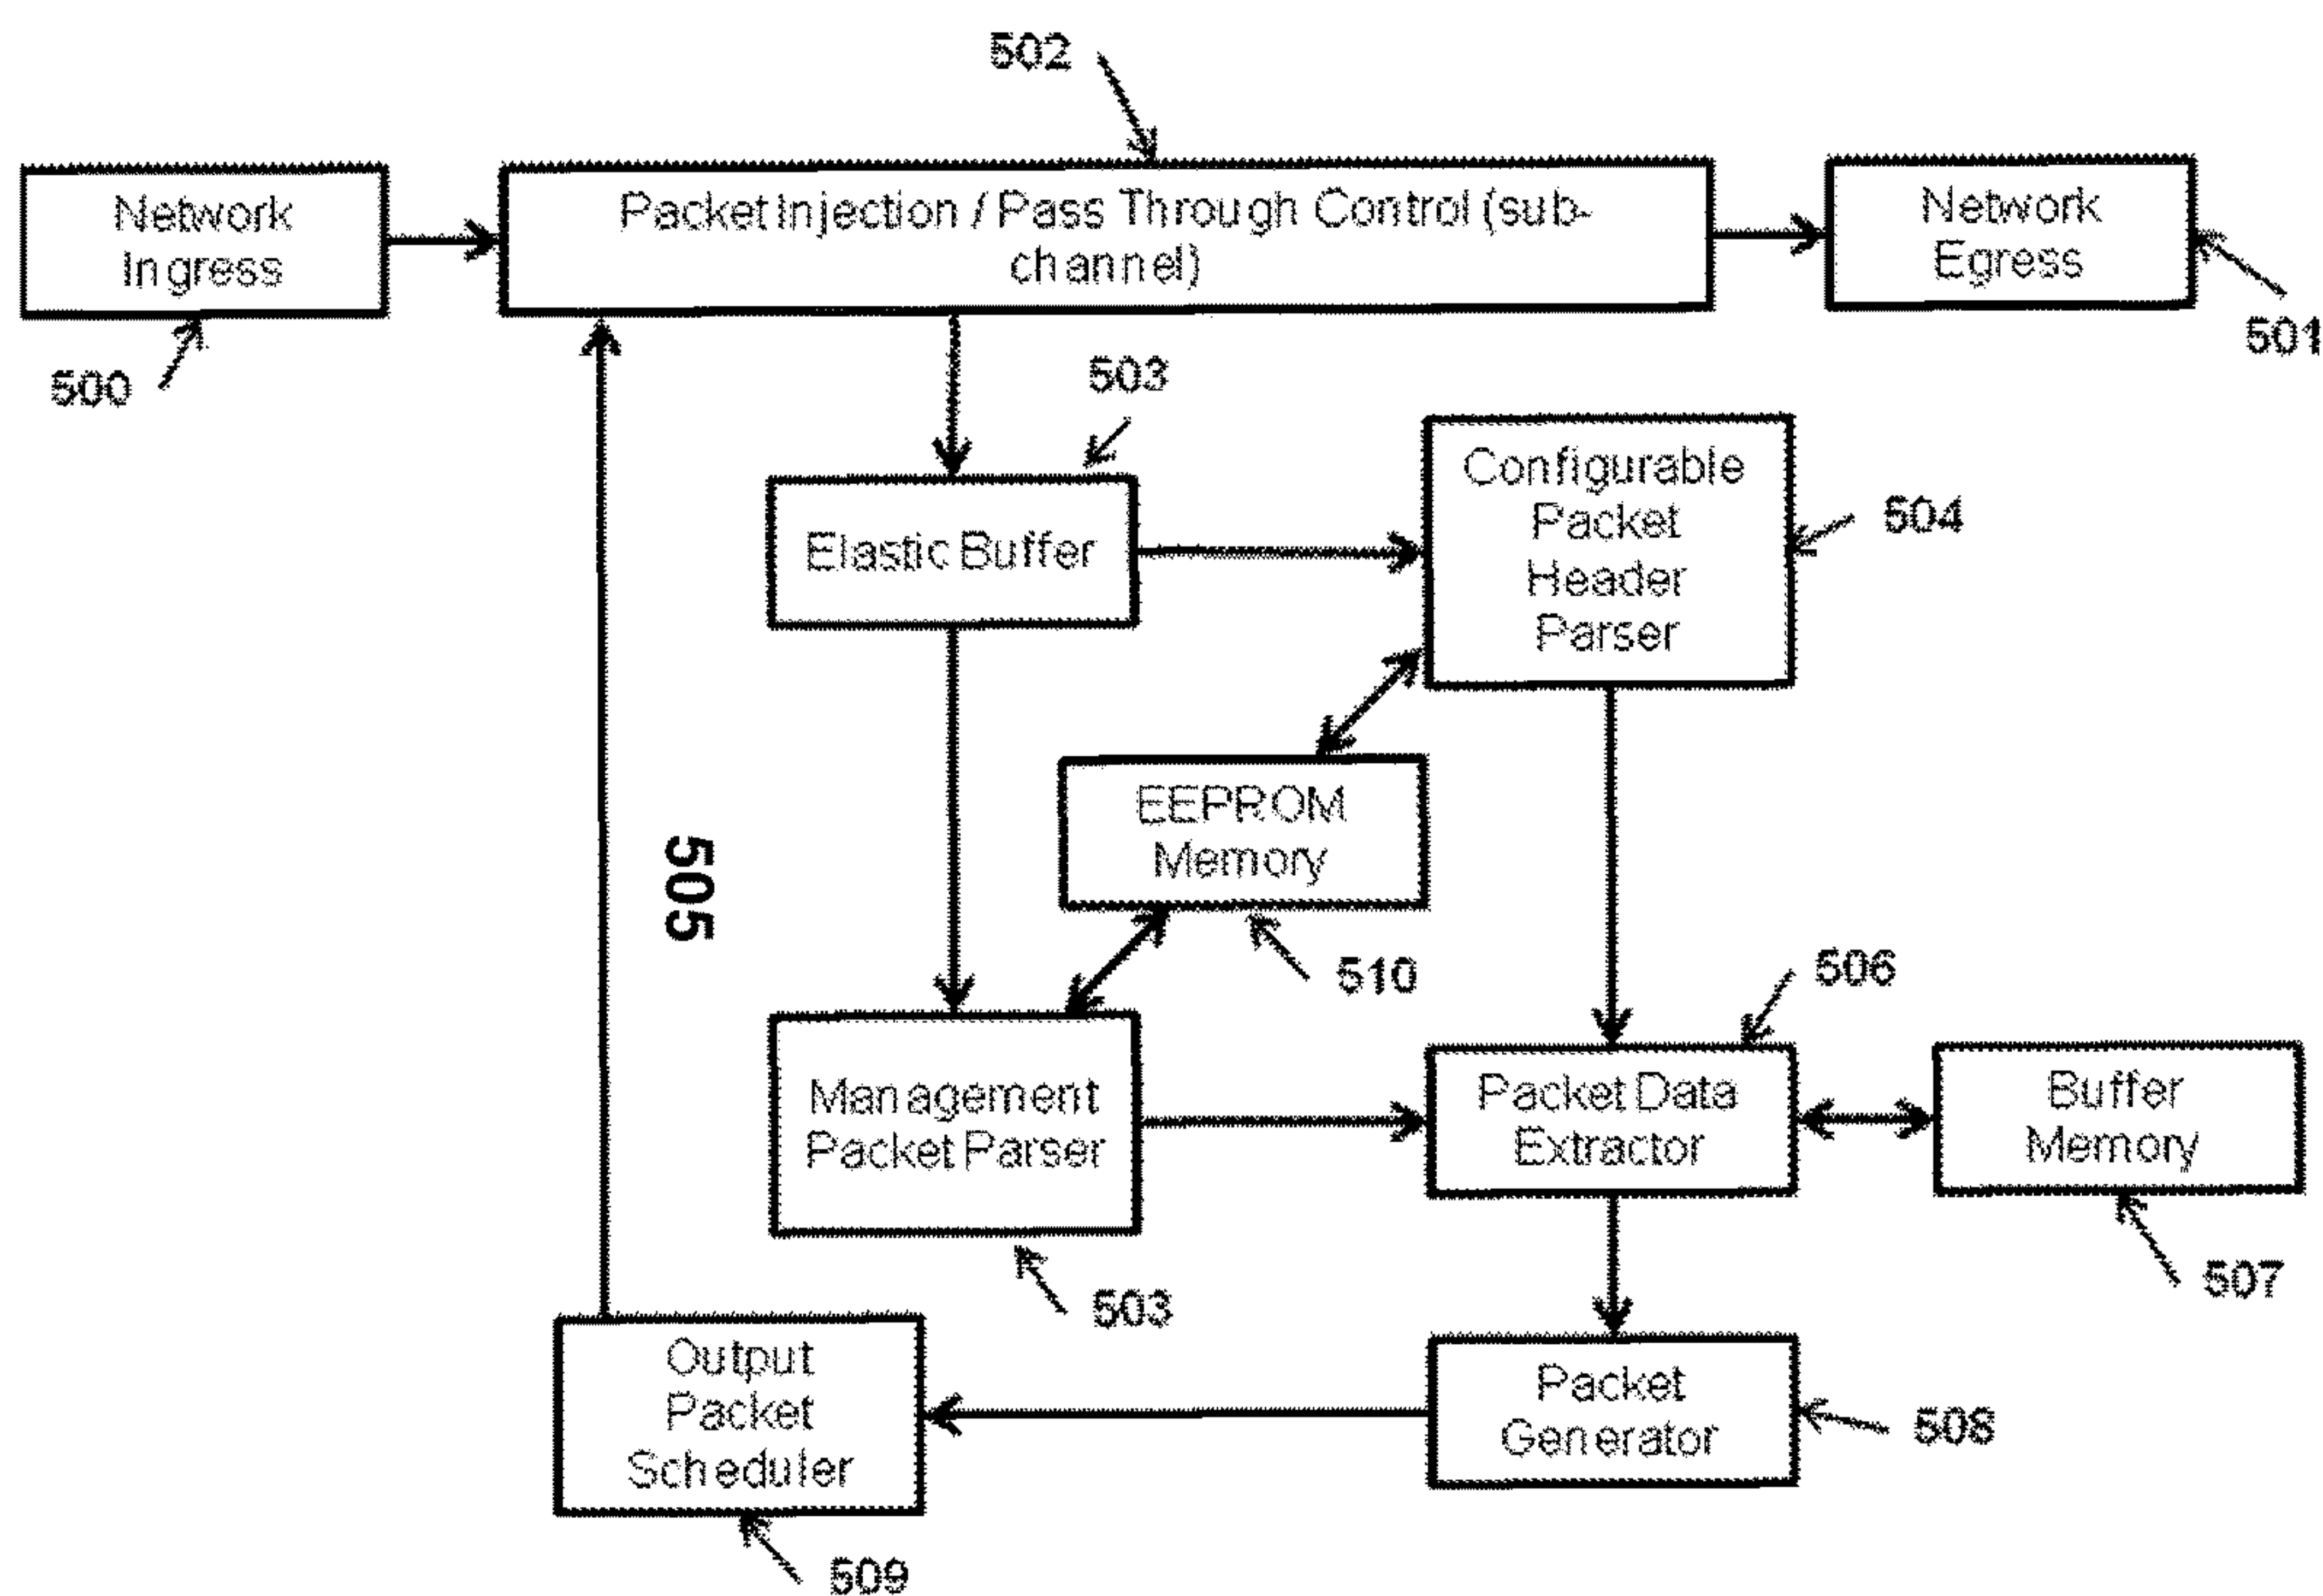 502
Network
Ingress
Packet Injection / Pass Through Control (sub-
channel)
Network
Egress
500
501
503
Elastic Buffer
Configurable
Packet
Header
Parser
504
EEPROM
Memory
505
510
506
Management
Packet Parser
Packet Data
Extractor
Buffer
Memory
503
507
Output
Packet
Scheduler
Packet
Generator
508
509